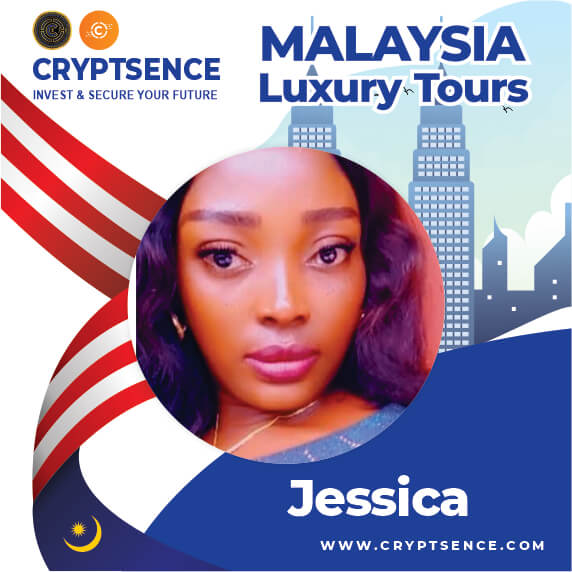 CRYPTSENCE
INVEST & SECURE YOUR FUTURE
MALAYSIA
Luxury Tours
Jessica
WWW.CRYPTSENCE.COM